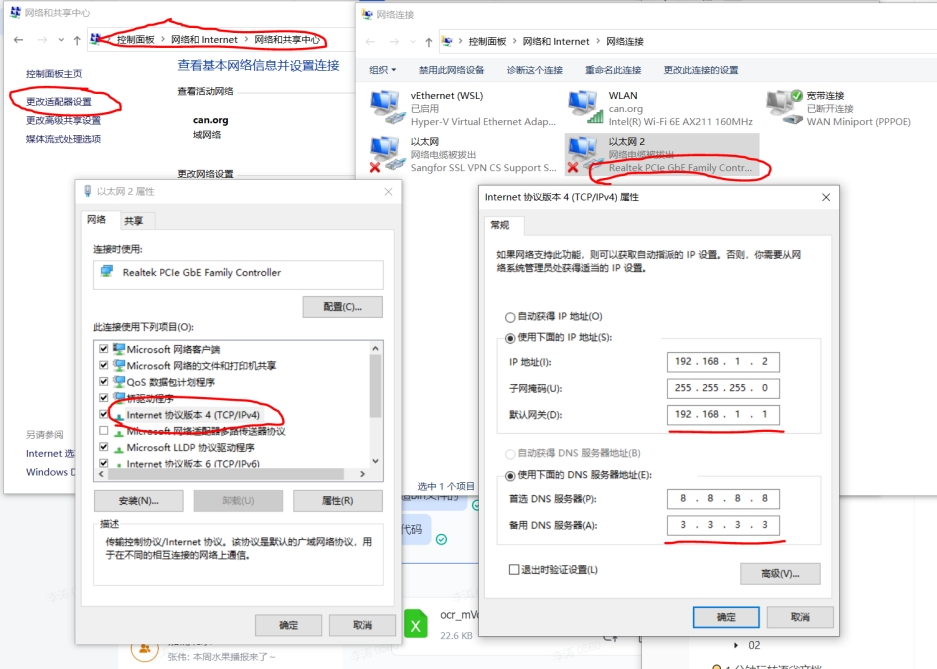 网络和共享中心
控制面板 > 网络和 Internet > 网络和共享中心
控制面板主页
更改适配器设置
更改高级共享设置
媒体流式处理选项
查看基本网络信息并设置连接
查看活动网络
can.org
域网络
更改网络设置
另请参阅
Internet 选
Windows D
网络连接
控制面板 > 网络和 Internet > 网络连接
组织 禁用此网络设备 诊断这个连接 重命名此连接 更改此连接的设置
vEthernet (WSL)
已启用
Hyper-V Virtual Ethernet Adap...
WLAN
can.org
Intel(R) Wi-Fi 6E AX211 160MHz
宽带连接
已断开连接
WAN Miniport (PPPOE)
以太网
网络电缆被拔出
Sangfor SSL VPN CS Support S...
以太网 2
网络电缆被拔出
Realtek PCIe GbE Family Contr...
选中 1 个项目
以太网 2 属性
网络 共享
连接时使用:
Realtek PCIe GbE Family Controller
配置(C)...
此连接使用下列项目(O):
Microsoft 网络客户端
Microsoft 网络的文件和打印机共享
QoS 数据包计划程序
桥驱动程序
Internet 协议版本 4 (TCP/IPv4)
Microsoft 网络适配器多路传送器协议
Microsoft LLDP 协议驱动程序
Internet 协议版本 6 (TCP/IPv6)
安装(N)... 卸载(U) 属性(R)
描述
传输控制协议/Internet 协议。该协议是默认的广域网络协议，用
于在不同的相互连接的网络上通信。
确定 取消
Internet 协议版本 4 (TCP/IPv4) 属性
常规
如果网络支持此功能，则可以获取自动指派的 IP 设置。否则，你需要从网
络系统管理员处获得适当的 IP 设置。
自动获得 IP 地址(O)
使用下面的 IP 地址(S):
IP 地址(I): 192 . 168 . 1 . 2
子网掩码(U): 255 . 255 . 255 . 0
默认网关(D): 192 . 168 . 1 . 1
自动获得 DNS 服务器地址(B)
使用下面的 DNS 服务器地址(E):
首选 DNS 服务器(P): 8 . 8 . 8 . 8
备用 DNS 服务器(A): 3 . 3 . 3 . 3
退出时验证设置(L)
高级(V)...
确定 取消
代码
X
22.6 KB
张伟: 本周水果播报来了~
02